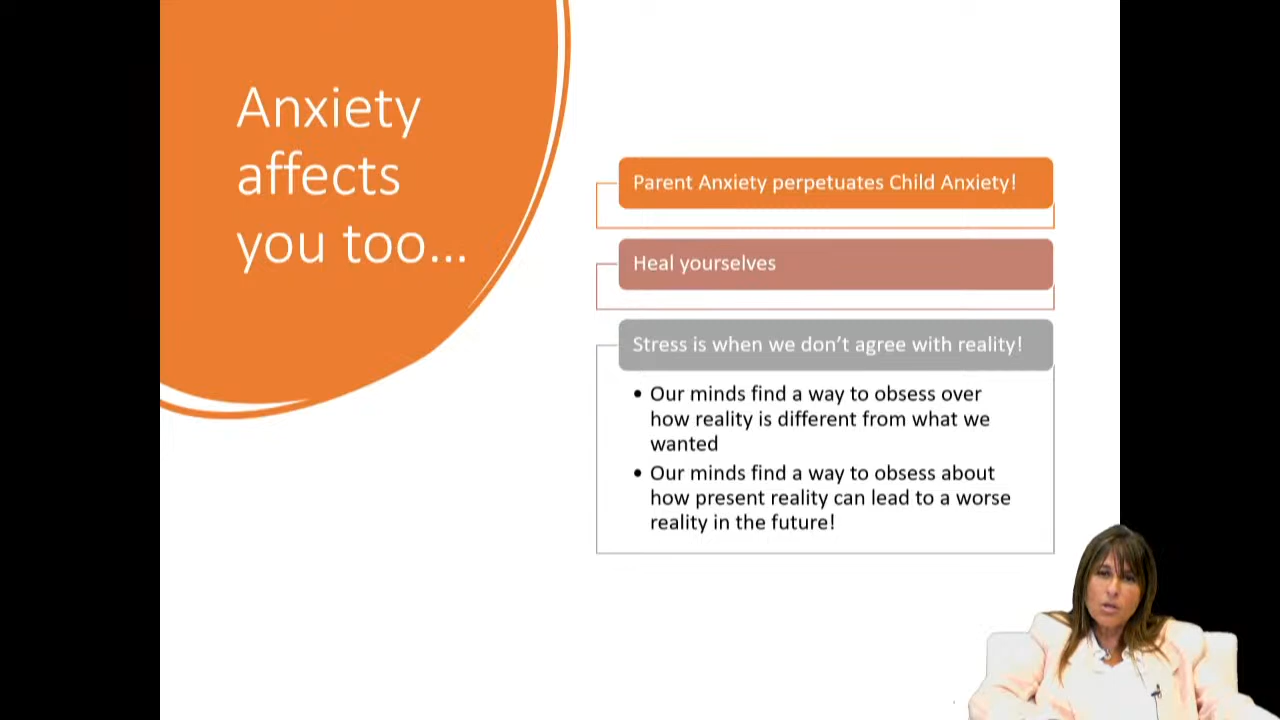 Anxiety
affects
you too...
Parent Anxiety perpetuates Child Anxiety!
Heal yourselves
Stress is when we don’t agree with reality!
• Our minds find a way to obsess over
how reality is different from what we
wanted
• Our minds find a way to obsess about
how present reality can lead to a worse
reality in the future!